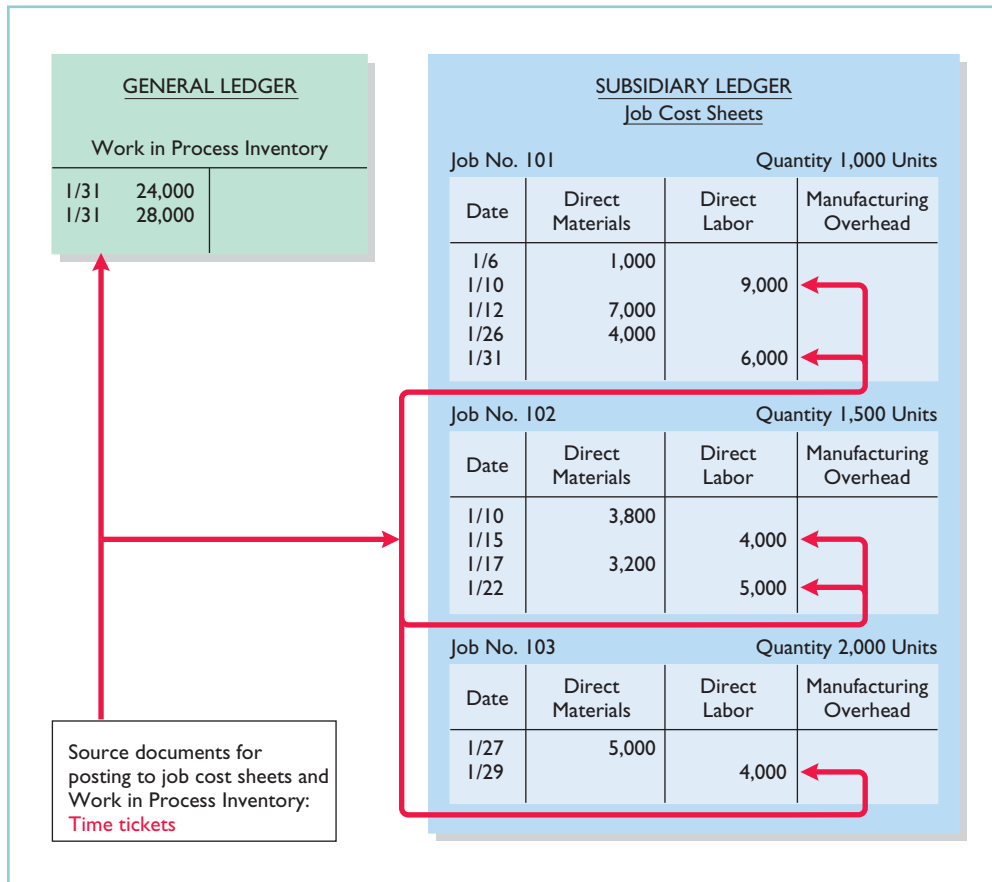 GENERAL LEDGER
Work in Process Inventory
1/31 24,000
1/31 28,000
Source documents for
posting to job cost sheets and
Work in Process Inventory:
Time tickets
SUBSIDIARY LEDGER
Job Cost Sheets
Job No. 101 Quantity 1,000 Units
Date Direct Materials Direct Labor Manufacturing Overhead
1/6 1,000
1/10 9,000
1/12 7,000
1/26 4,000
1/31 6,000
Job No. 102 Quantity 1,500 Units
Date Direct Materials Direct Labor Manufacturing Overhead
1/10 3,800
1/15 4,000
1/17 3,200
1/22 5,000
Job No. 103 Quantity 2,000 Units
Date Direct Materials Direct Labor Manufacturing Overhead
1/27 5,000
1/29 4,000